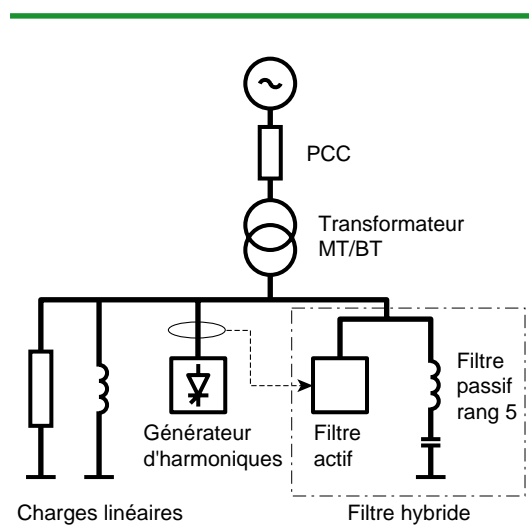 PCC
Transformateur
MT/BT
Filtre
passif
rang 5
Générateur
d'harmoniques
Filtre
actif
Charges linéaires
Filtre hybride